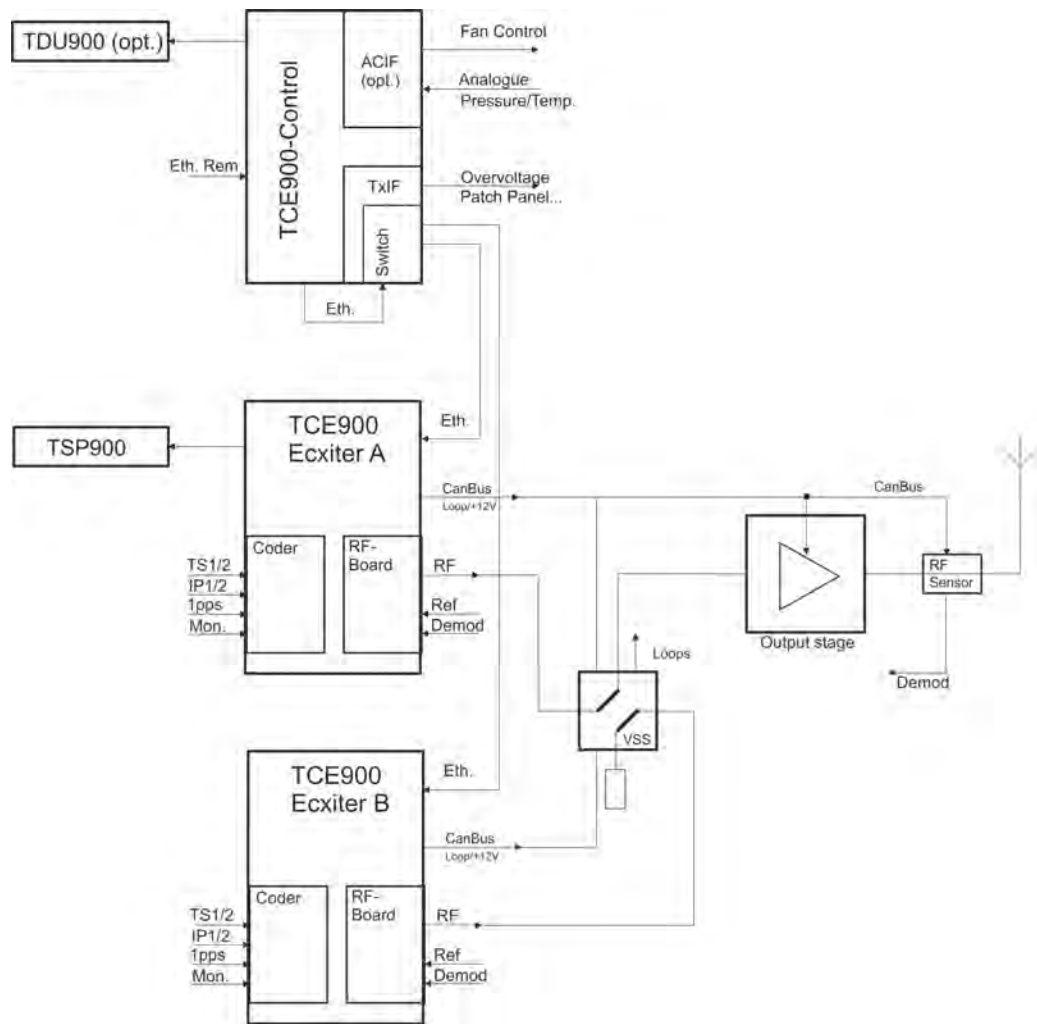 TDU900 (opt.)
TCE900-Control
ACIF
(opt.)
Fan Control
Analogue
Pressure/Temp.
Eth. Rem
TxIF
Overvoltage
Patch Panel...
Switch
Eth.
TSP900
TCE900
Ecxiter A
Eth.
CanBus
Loop/+12V
CanBus
Coder
RF-
Board
RF
TS1/2
IP1/2
1pps
Mon.
Ref
Demod
RF
Sensor
Output stage
Loops
Demod
VSS
TCE900
Ecxiter B
Eth.
CanBus
Loop/+12V
Coder
RF-
Board
RF
TS1/2
IP1/2
1pps
Mon.
Ref
Demod